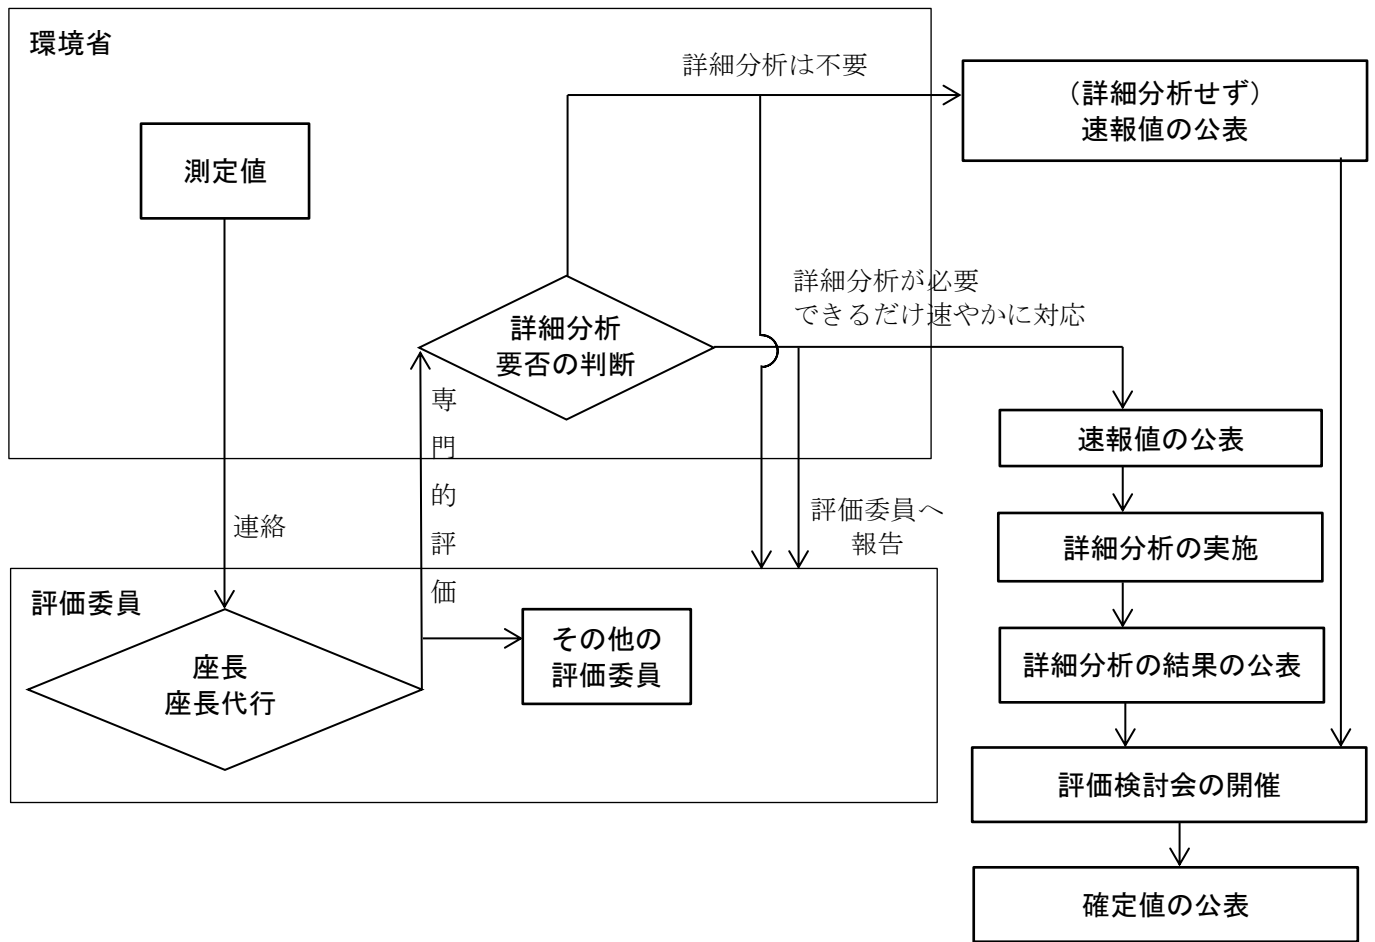 環境省
詳細分析は不要
（詳細分析せず）
速報値の公表
測定値
詳細分析が必要
できるだけ速やかに対応
詳細分析
要否の判断
専門的評価
速報値の公表
連絡
評価委員へ
報告
詳細分析の実施
評価委員
座長
座長代行
その他の
評価委員
詳細分析の結果の公表
評価検討会の開催
確定値の公表